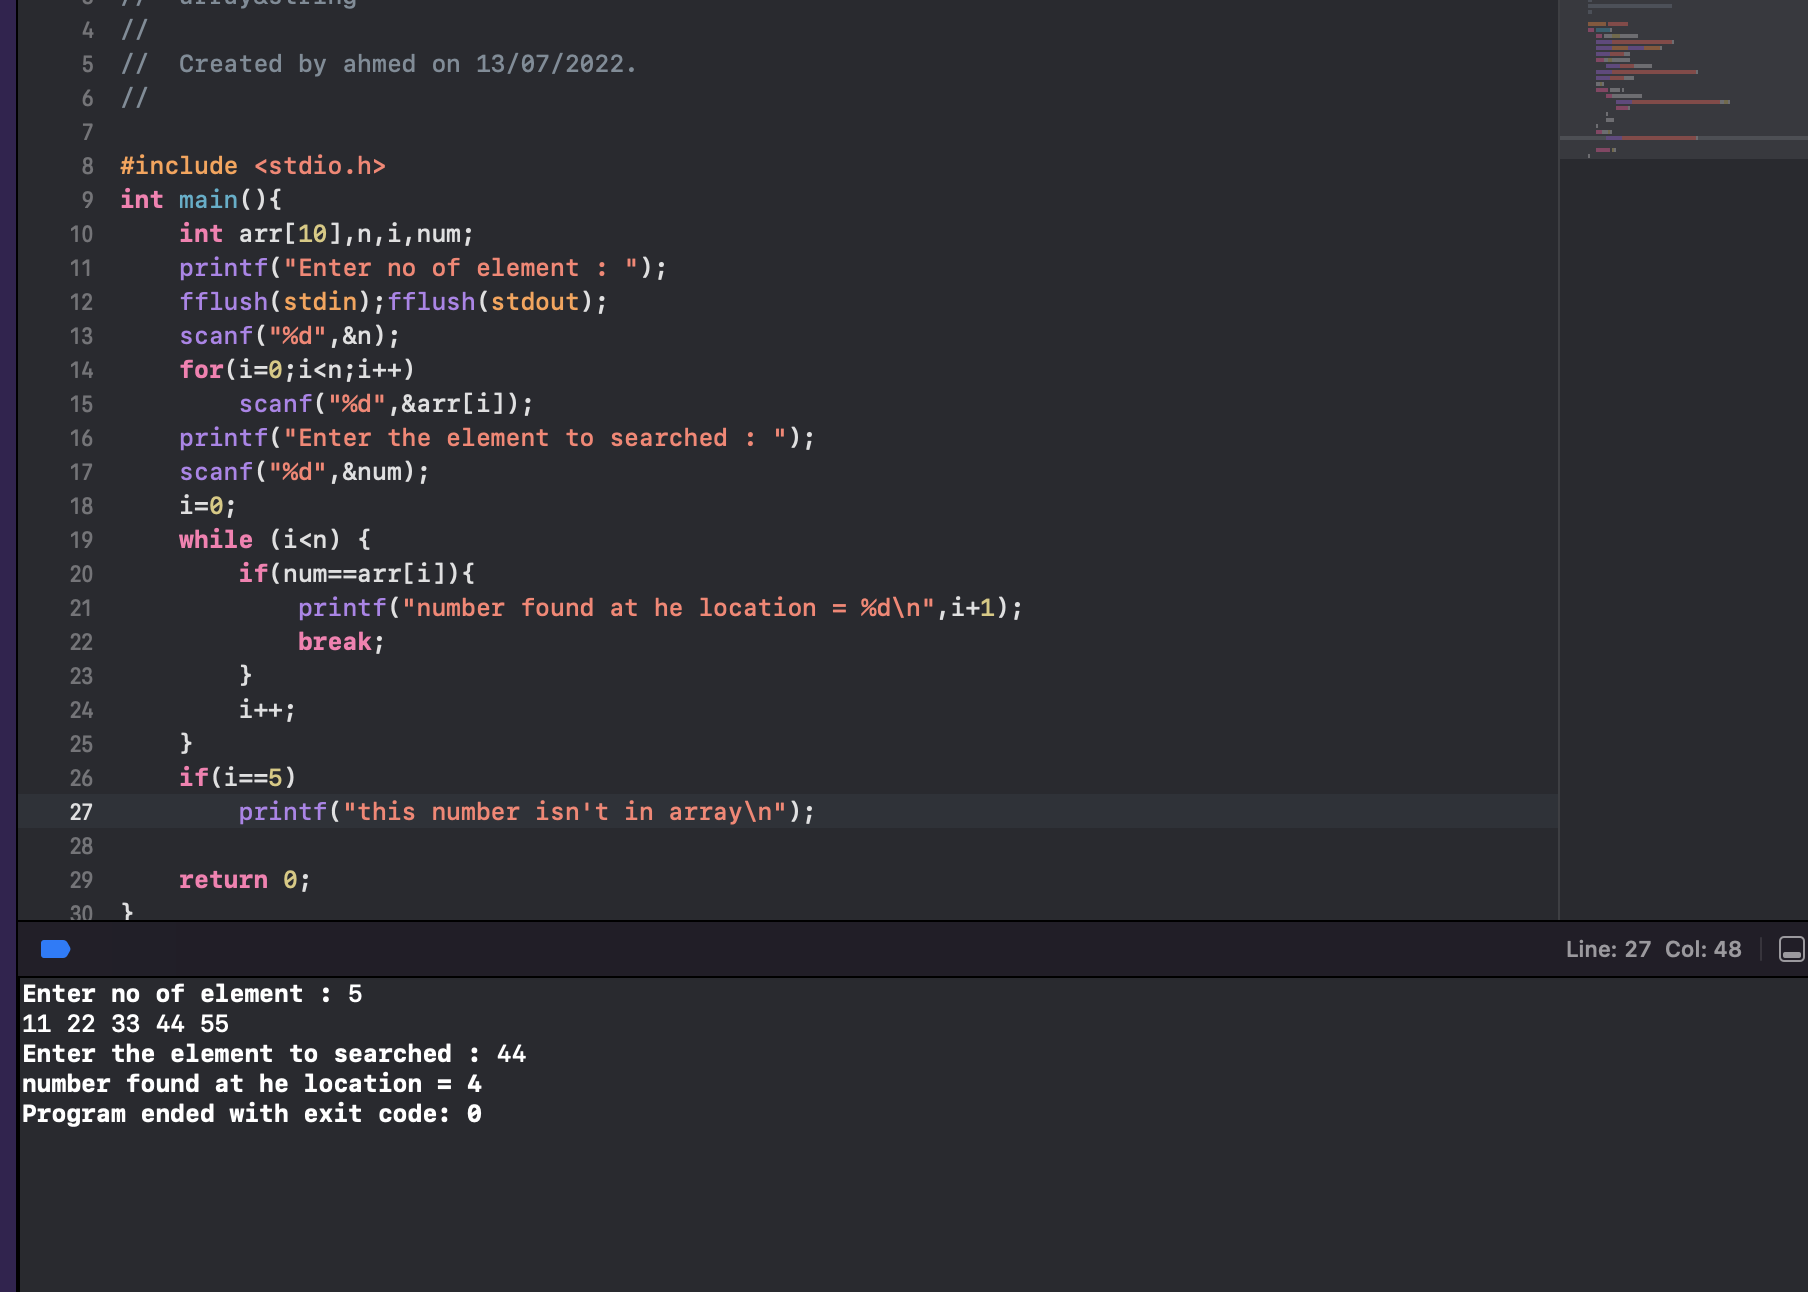 3 // array&string
4 //
5 // Created by ahmed on 13/07/2022.
6 //
7
8 #include <stdio.h>
9 int main(){
10     int arr[10],n,i,num;
11     printf("Enter no of element : ");
12     fflush(stdin);fflush(stdout);
13     scanf("%d",&n);
14     for(i=0;i<n;i++)
15         scanf("%d",&arr[i]);
16     printf("Enter the element to searched : ");
17     scanf("%d",&num);
18     i=0;
19     while (i<n) {
20         if(num==arr[i]){
21             printf("number found at he location = %d\n",i+1);
22             break;
23         }
24         i++;
25     }
26     if(i==5)
27         printf("this number isn't in array\n");
28
29     return 0;
30 }
Line: 27 Col: 48
Enter no of element : 5
11 22 33 44 55
Enter the element to searched : 44
number found at he location = 4
Program ended with exit code: 0